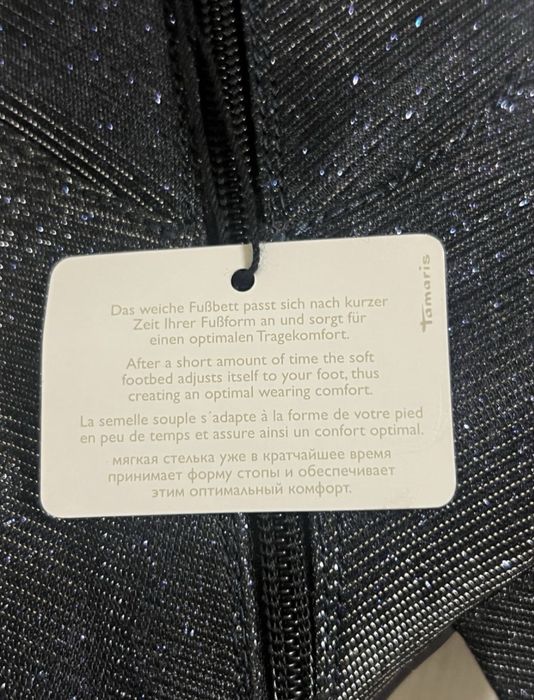 Das weiche Fußbett passt sich nach kurzer
Zeit Ihrer Fußform an und sorgt für
einen optimalen Tragekomfort.
After a short amount of time the soft
footbed adjusts itself to your foot, thus
creating an optimal wearing comfort.
La semelle souple s'adapte à la forme de votre pied
en peu de temps et assure ainsi un confort optimal.
мягкая стелька уже в кратчайшее время
принимает форму стопы и обеспечивает
этим оптимальный комфорт.
tamaris